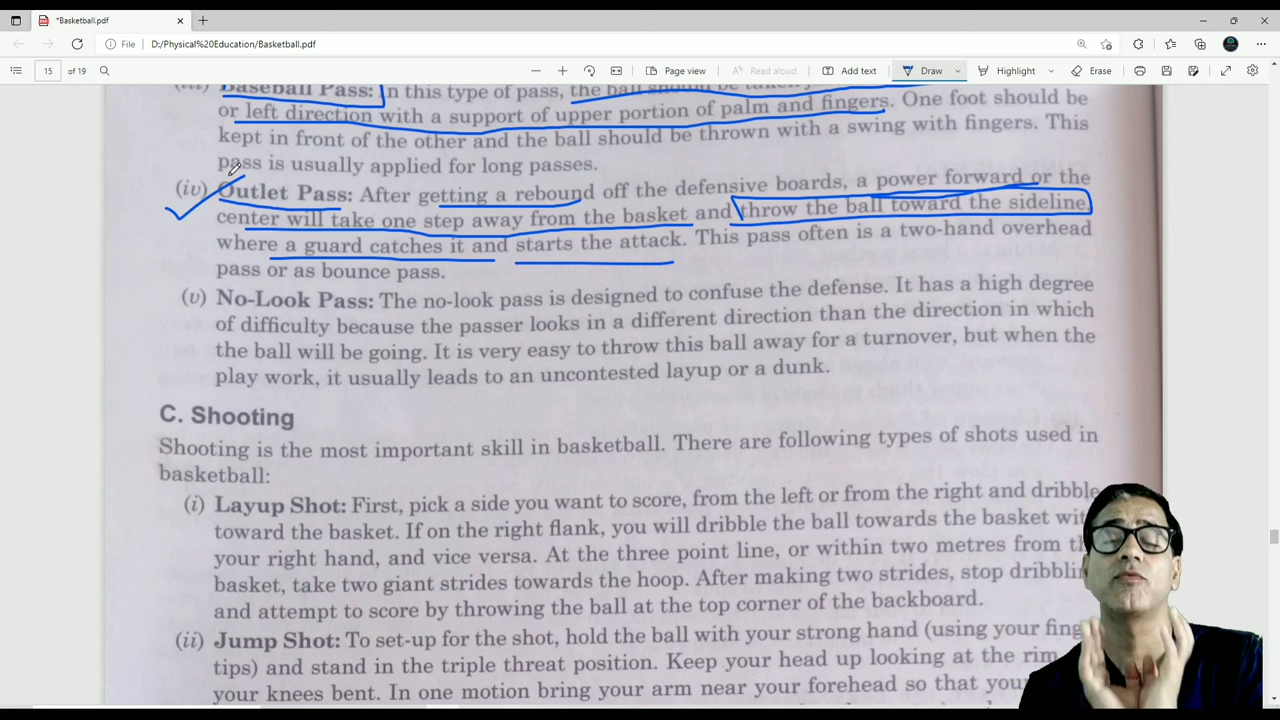 *Basketball.pdf
File
D:/Physical%20Education/Basketball.pdf
15 of 19
Page view
Read aloud
Add text
Draw
Highlight
Erase
Baseball Pass: In this type of pass, the ball should be
or left direction with a support of upper portion of palm and fingers. One foot should be
kept in front of the other and the ball should be thrown with a swing with fingers. This
pass is usually applied for long passes.
(iv) Outlet Pass: After getting a rebound off the defensive boards, a power forward or the
center will take one step away from the basket and throw the ball toward the sideline,
where a guard catches it and starts the attack. This pass often is a two-hand overhead
pass or as bounce pass.
(v) No-Look Pass: The no-look pass is designed to confuse the defense. It has a high degree
of difficulty because the passer looks in a different direction than the direction in which
the ball will be going. It is very easy to throw this ball away for a turnover, but when the
play work, it usually leads to an uncontested layup or a dunk.
C. Shooting
Shooting is the most important skill in basketball. There are following types of shots used in
basketball:
(i) Layup Shot: First, pick a side you want to score, from the left or from the right and dribble
toward the basket. If on the right flank, you will dribble the ball towards the basket with
your right hand, and vice versa. At the three point line, or within two metres from
basket, take two giant strides towards the hoop. After making two strides, stop
and attempt to score by throwing the ball at the top corner of the backboard.
(ii) Jump Shot: To set-up for the shot, hold the ball with your strong hand (using your
tips) and stand in the triple threat position. Keep your head up looking at the rim
your knees bent. In one motion bring your arm near your forehead so that